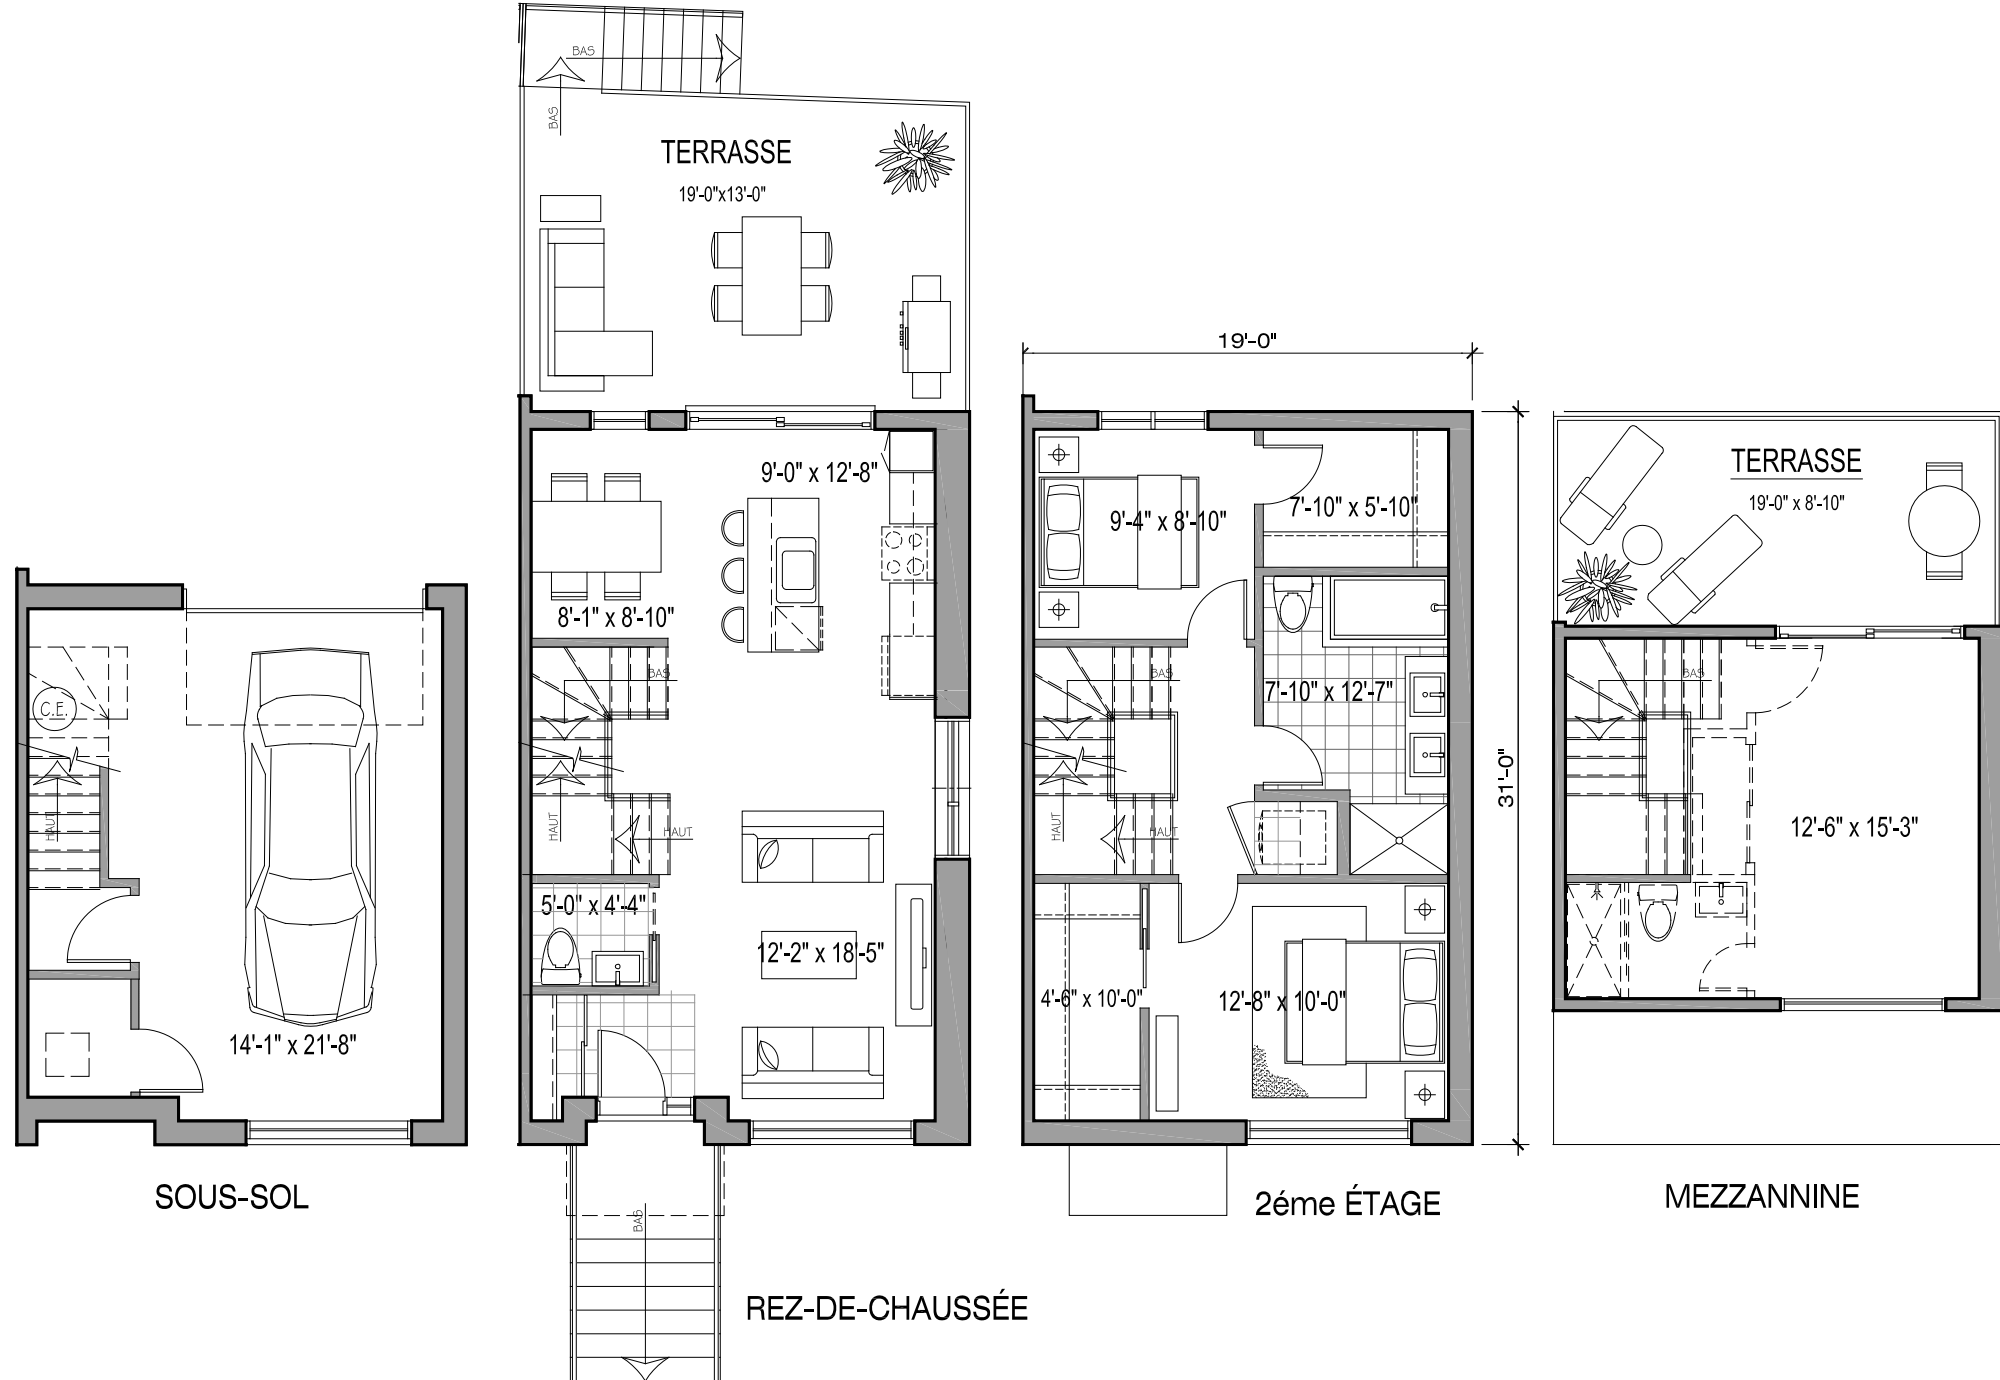 C.E.
HAUT
14'-1" x 21'-8"
SOUS-SOL
BAS
BAS
TERRASSE
19'-0"x13'-0"
9'-0" x 12'-8"
8'-1" x 8'-10"
BAS
HAUT
HAUT
5'-0" x 4'-4"
12'-2" x 18'-5"
BAS
REZ-DE-CHAUSSÉE
19'-0"
31'-0"
9'-4" x 8'-10"
7'-10" x 5'-10"
7'-10" x 12'-7"
BAS
HAUT
HAUT
4'-6" x 10'-0"
12'-8" x 10'-0"
2éme ÉTAGE
TERRASSE
19'-0" x 8'-10"
BAS
12'-6" x 15'-3"
MEZZANNINE